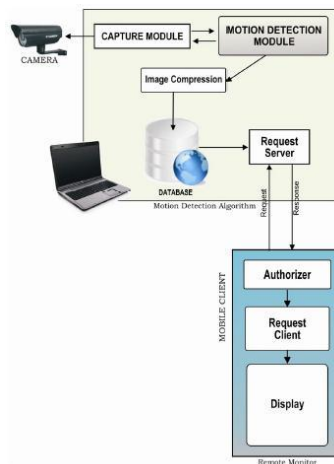 CAMERA
CAPTURE MODULE
MOTION DETECTION
MODULE
Image Compression
DATABASE
Request
Server
Motion Detection Algorithm
Request
Response
MOBILE CLIENT
Authorizer
Request
Client
Display
Remote Monitor